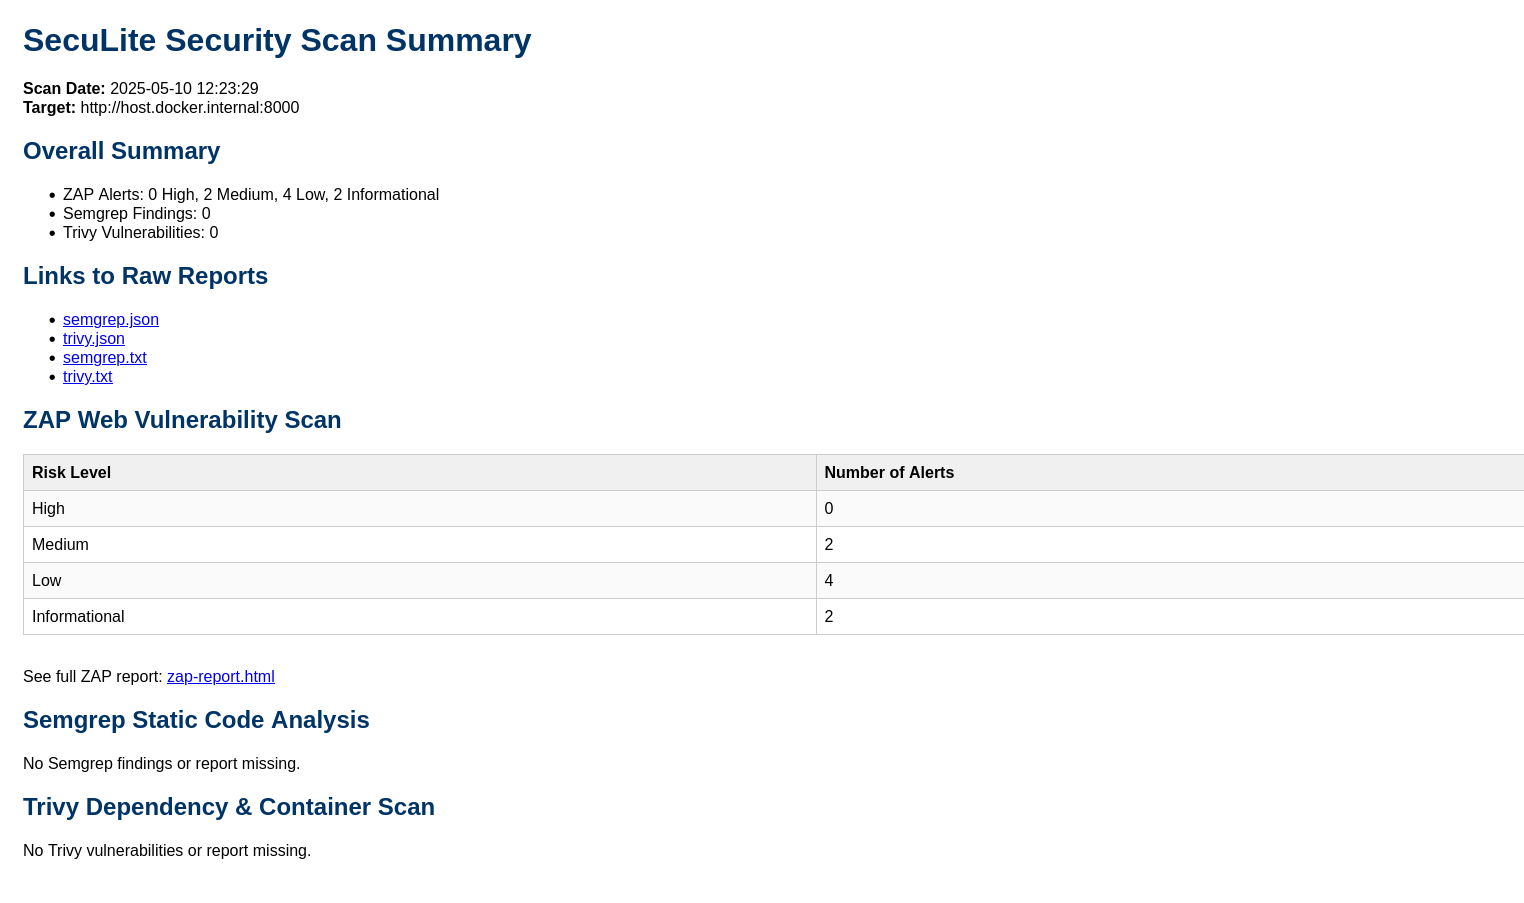 SecuLite Security Scan Summary
Scan Date: 2025-05-10 12:23:29
Target: http://host.docker.internal:8000
Overall Summary
• ZAP Alerts: 0 High, 2 Medium, 4 Low, 2 Informational
• Semgrep Findings: 0
• Trivy Vulnerabilities: 0
Links to Raw Reports
• semgrep.json
• trivy.json
• semgrep.txt
• trivy.txt
ZAP Web Vulnerability Scan
Risk Level Number of Alerts
High 0
Medium 2
Low 4
Informational 2
See full ZAP report: zap-report.html
Semgrep Static Code Analysis
No Semgrep findings or report missing.
Trivy Dependency & Container Scan
No Trivy vulnerabilities or report missing.